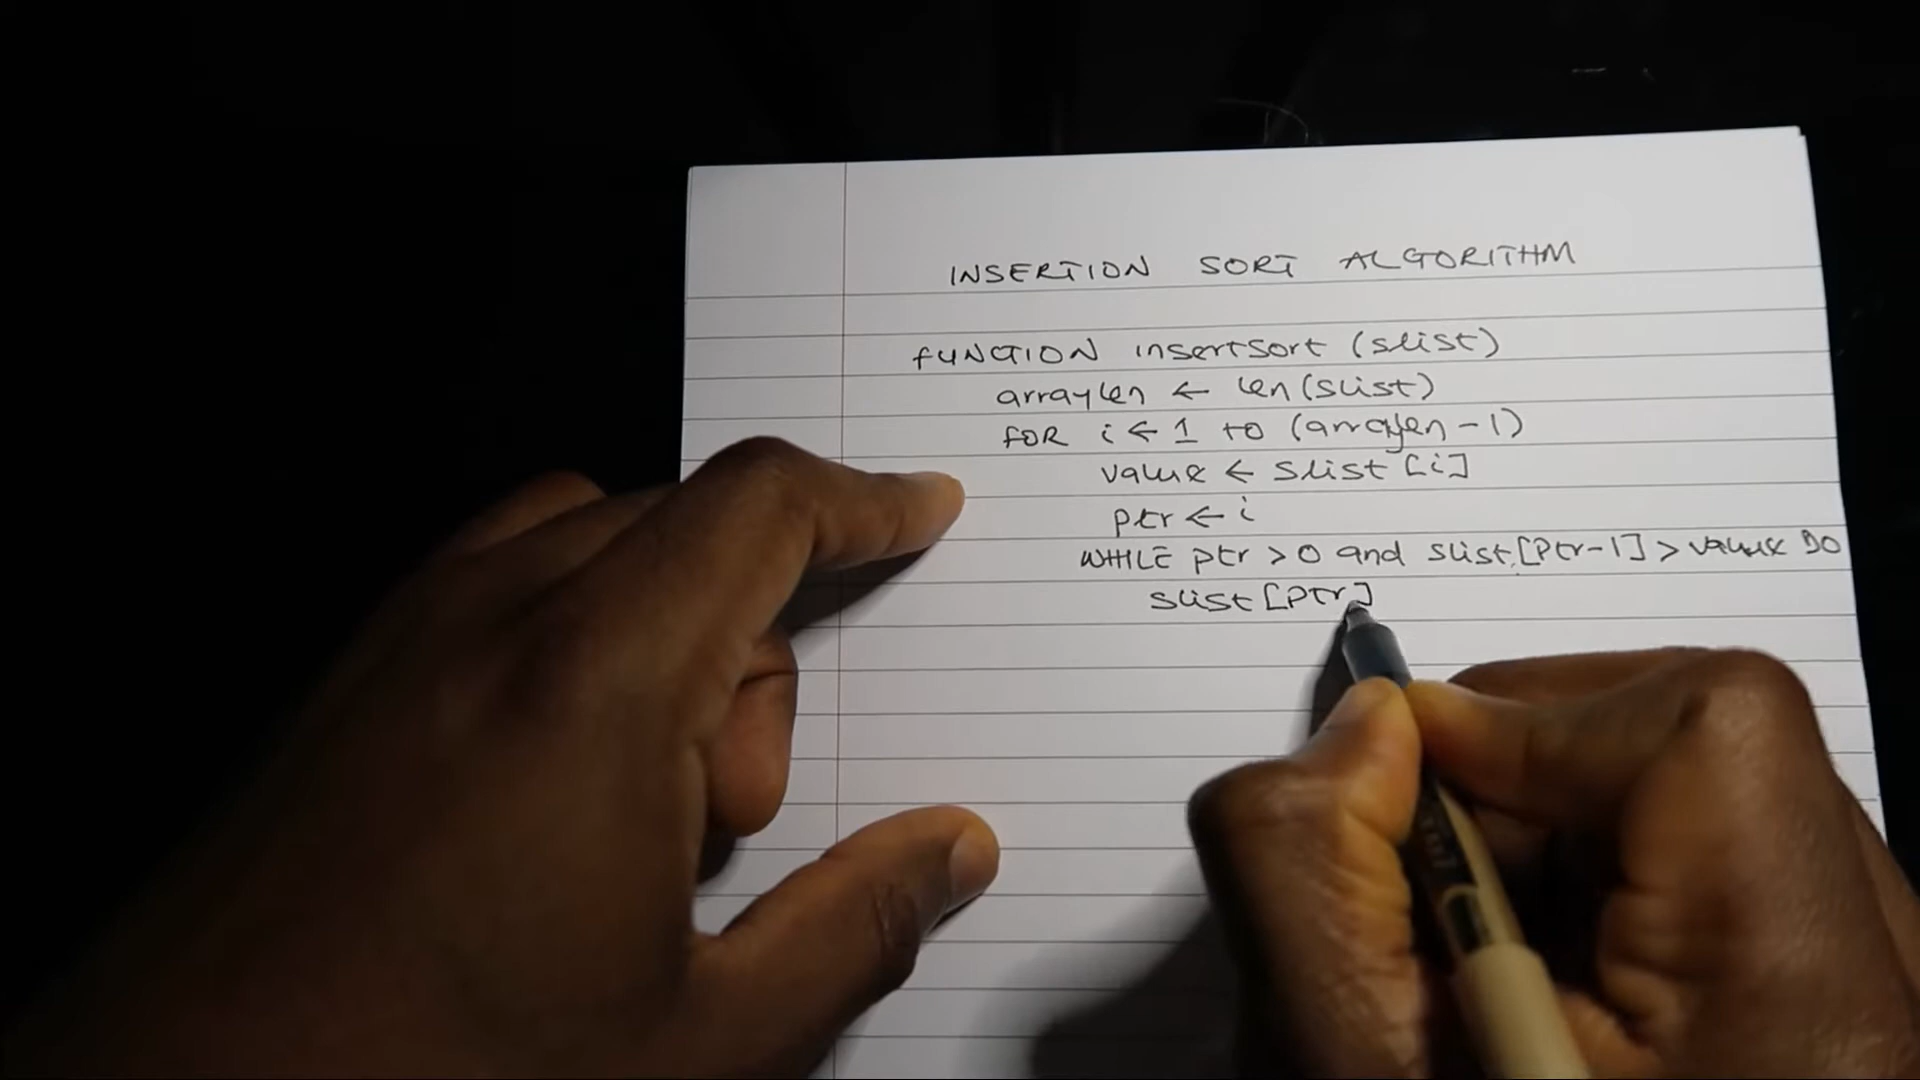 INSERTION SORT ALGORITHM
FUNCTION insertsort (slist)
arraylen ← len(slist)
FOR i ← 1 to (arraylen - 1)
value ← slist [i]
ptr ← i
WHILE ptr > 0 and slist[Ptr-1] > value DO
slist[Ptr]